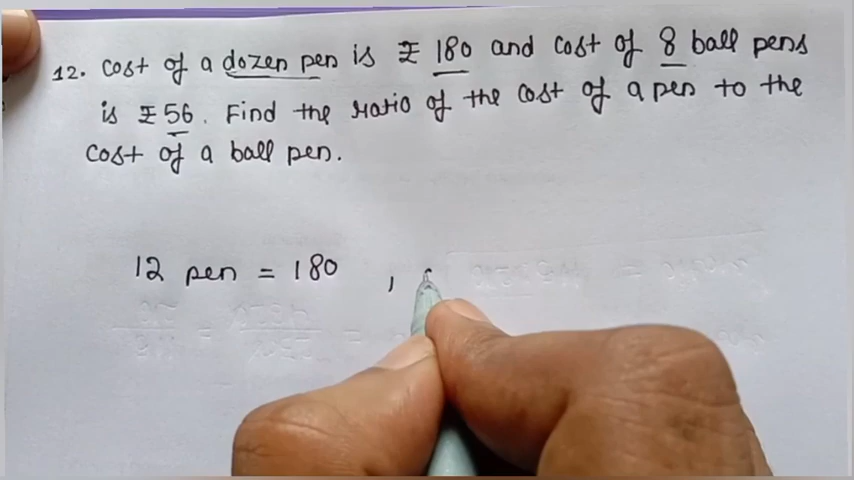 12. Cost of a dozen pen is ₹ 180 and cost of 8 ball pens
is ₹ 56. Find the ratio of the cost of a pen to the
cost of a ball pen.
12 pen = 180 ,